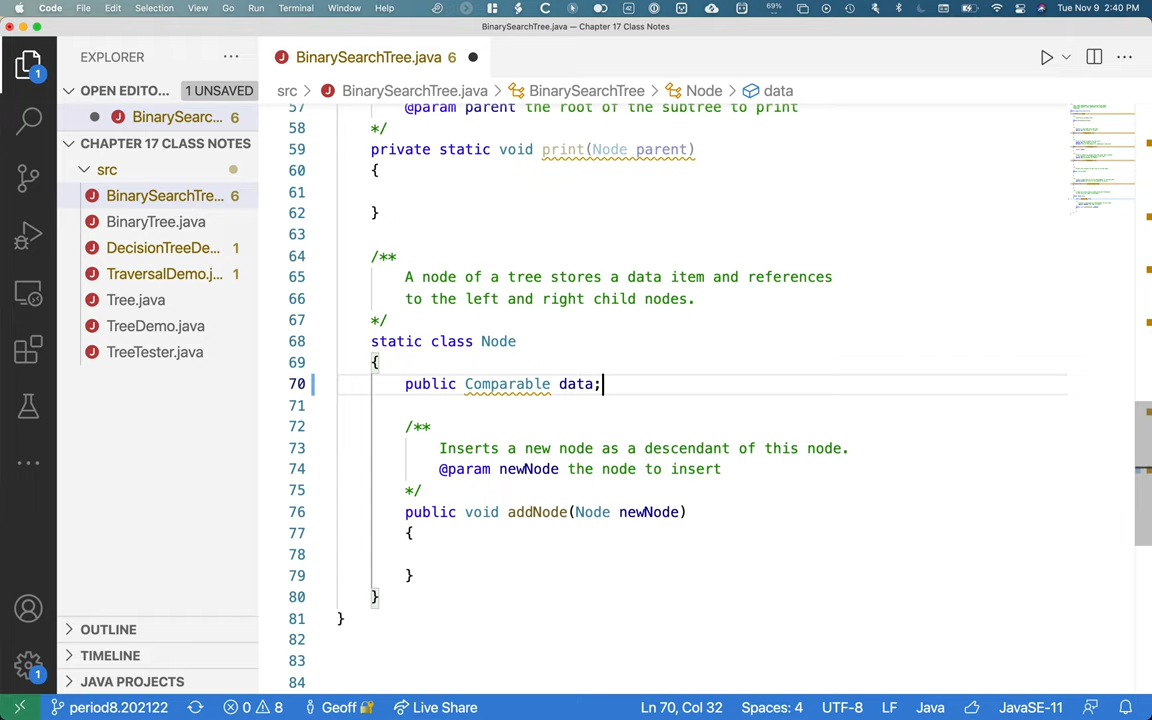 Code File Edit Selection View Go Run Terminal Window Help 69% Tue Nov 9 2:40 PM
BinarySearchTree.java — Chapter 17 Class Notes
EXPLORER
BinarySearchTree.java 6
OPEN EDITO... 1 UNSAVED
src > BinarySearchTree.java > BinarySearchTree > Node > data
BinarySearc... 6
CHAPTER 17 CLASS NOTES
src
BinarySearchTre... 6
BinaryTree.java
DecisionTreeDe... 1
TraversalDemo.j... 1
Tree.java
TreeDemo.java
TreeTester.java
OUTLINE
TIMELINE
JAVA PROJECTS
57 @param parent the root of the subtree to print
58 */
59 private static void print(Node parent)
60 {
61
62 }
63
64 /**
65 A node of a tree stores a data item and references
66 to the left and right child nodes.
67 */
68 static class Node
69 {
70 public Comparable data;
71
72 /**
73 Inserts a new node as a descendant of this node.
74 @param newNode the node to insert
75 */
76 public void addNode(Node newNode)
77 {
78
79 }
80 }
81 }
82
83
84
period8.202122 0 8 Geoff Live Share Ln 70, Col 32 Spaces: 4 UTF-8 LF Java JavaSE-11